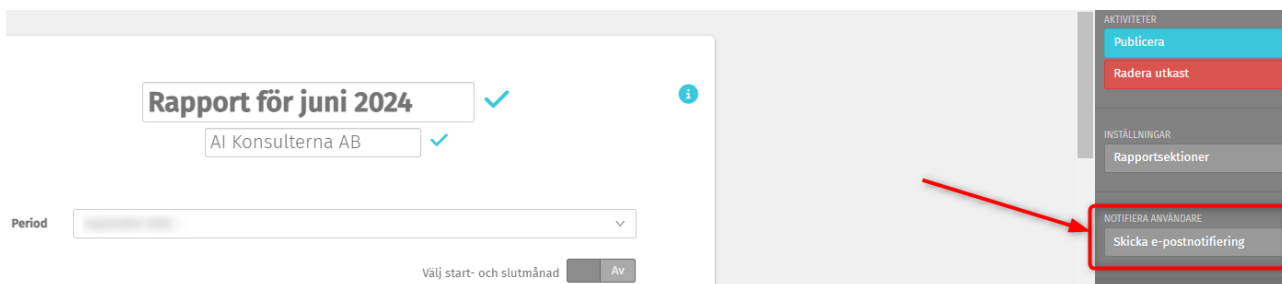 Rapport för juni 2024
AI Konsulterna AB
Period
Välj start- och slutmånad Av
AKTIVITETER
Publicera
Radera utkast
INSTÄLLNINGAR
Rapportsektioner
NOTIFIERA ANVÄNDARE
Skicka e-postnotifiering